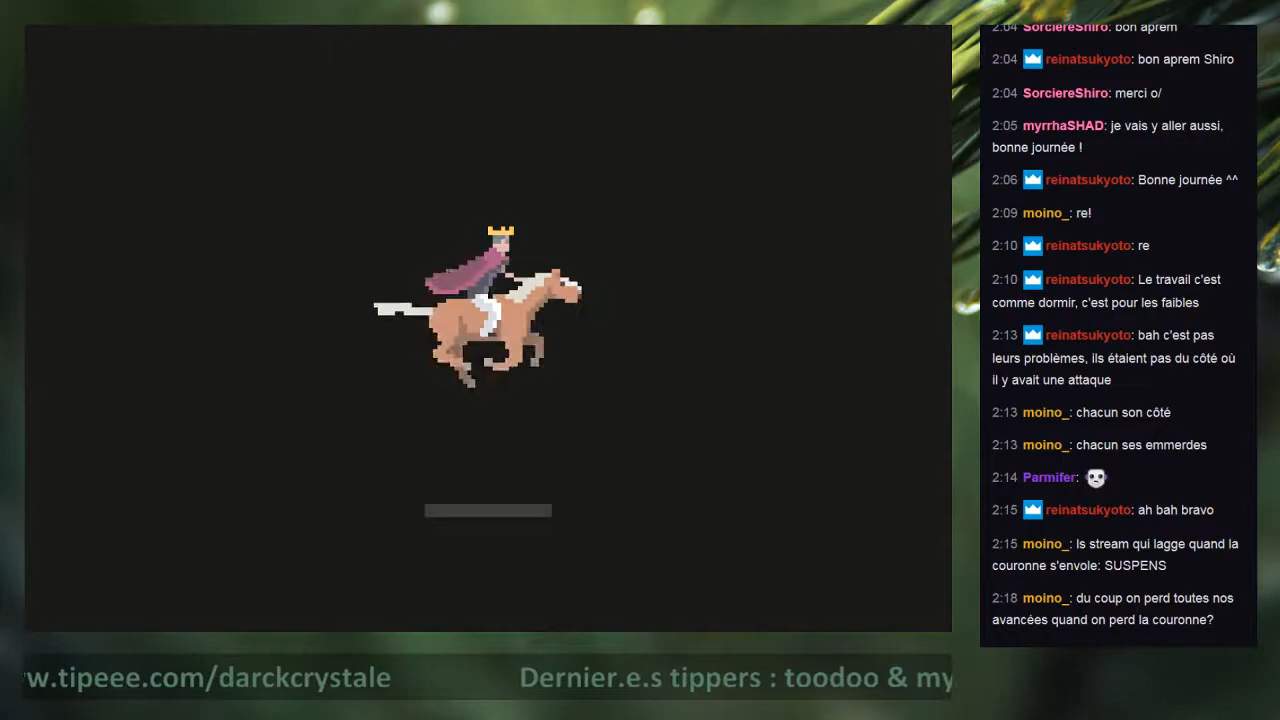 2:04 SorciereShiro: bon aprem
2:04 reinatsukyoto: bon aprem Shiro
2:04 SorciereShiro: merci o/
2:05 myrrhaSHAD: je vais y aller aussi,
bonne journée !
2:06 reinatsukyoto: Bonne journée ^^
2:09 moino_: re!
2:10 reinatsukyoto: re
2:10 reinatsukyoto: Le travail c'est
comme dormir, c'est pour les faibles
2:13 reinatsukyoto: bah c'est pas
leurs problèmes, ils étaient pas du côté où
il y avait une attaque
2:13 moino_: chacun son côté
2:13 moino_: chacun ses emmerdes
2:14 Parmifer:
2:15 reinatsukyoto: ah bah bravo
2:15 moino_: ls stream qui lagge quand la
couronne s'envole: SUSPENS
2:18 moino_: du coup on perd toutes nos
avancées quand on perd la couronne?
w.tipeee.com/darckcrystale Dernier.e.s tippers : toodoo & my